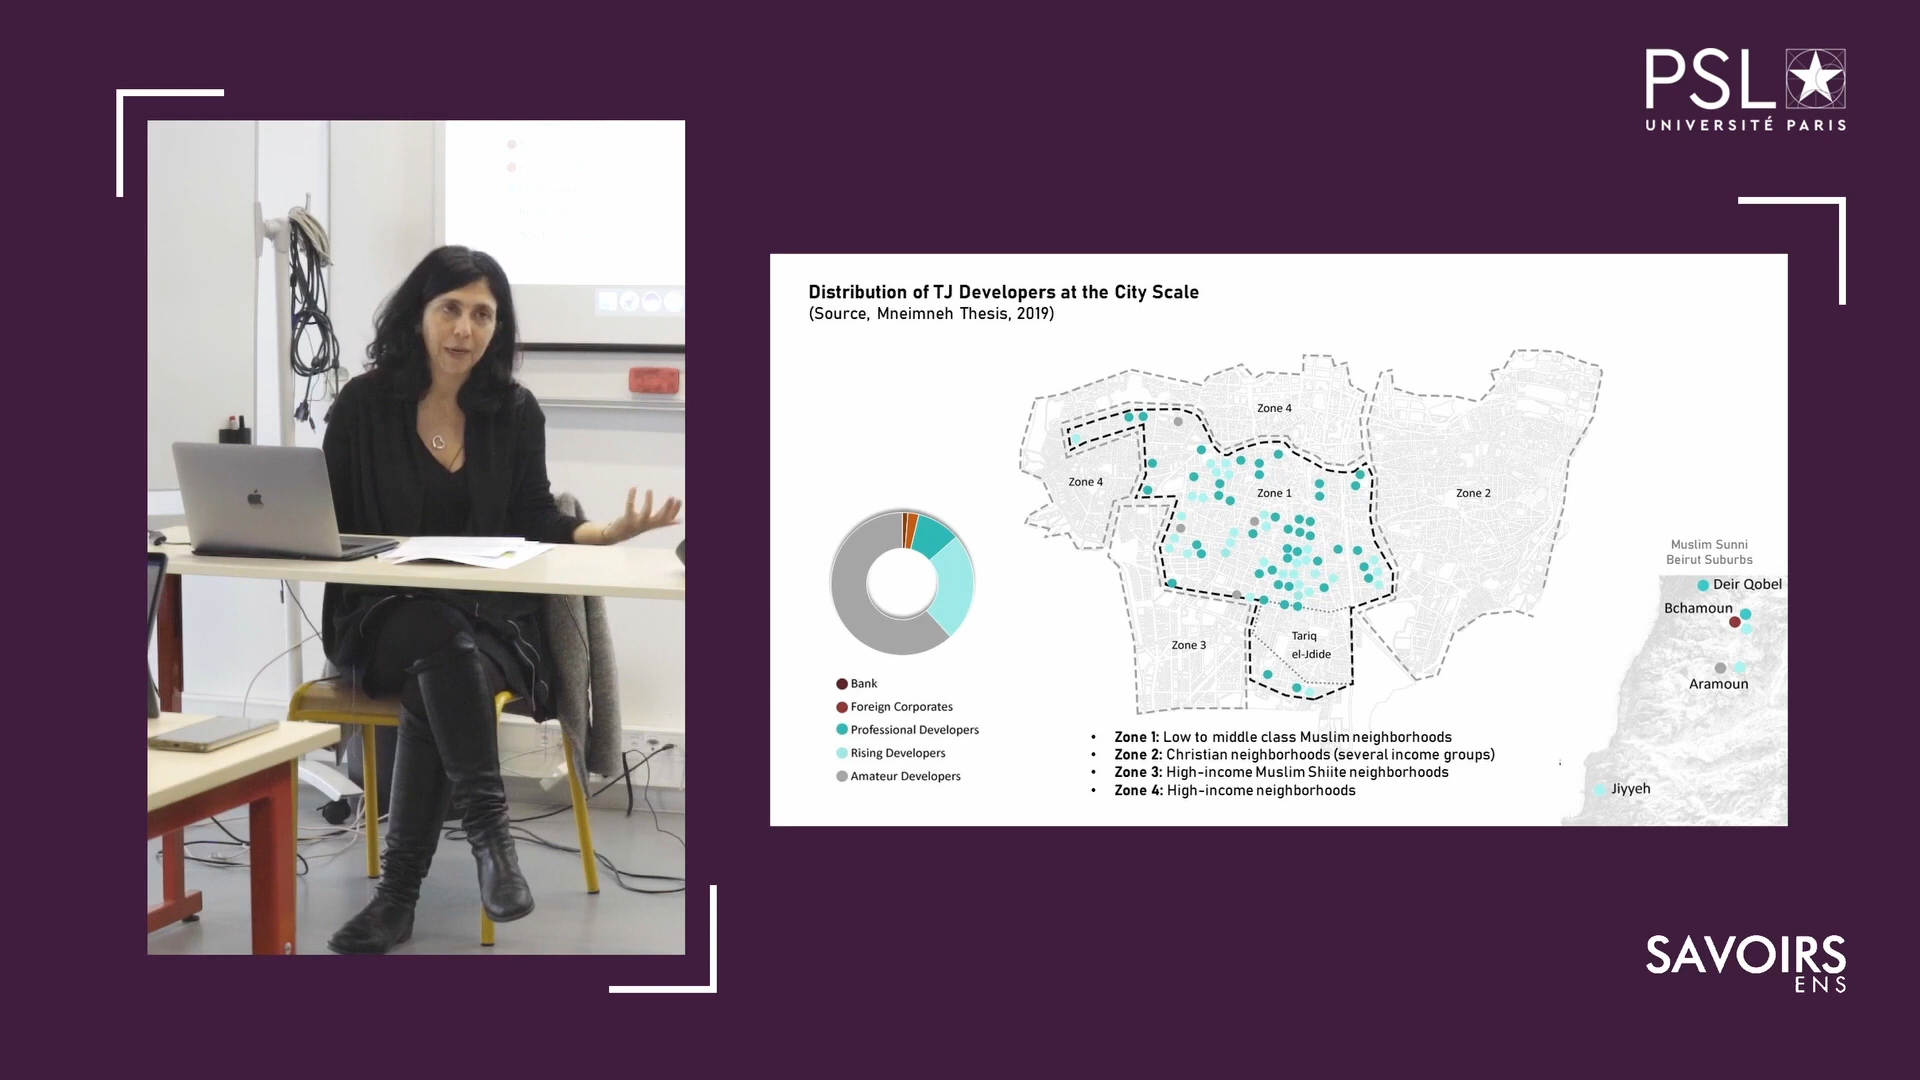 PSL
UNIVERSITÉ PARIS
Distribution of TJ Developers at the City Scale
(Source, Mneimneh Thesis, 2019)
Zone 4
Zone 4
Zone 1
Zone 2
Zone 3
Tariq
el-Jdide
Muslim Sunni
Beirut Suburbs
Deir Qobel
Bchamoun
Aramoun
Jiyyeh
Bank
Foreign Corporates
Professional Developers
Rising Developers
Amateur Developers
• Zone 1: Low to middle class Muslim neighborhoods
• Zone 2: Christian neighborhoods (several income groups)
• Zone 3: High-income Muslim Shiite neighborhoods
• Zone 4: High-income neighborhoods
SAVOIRS
ENS